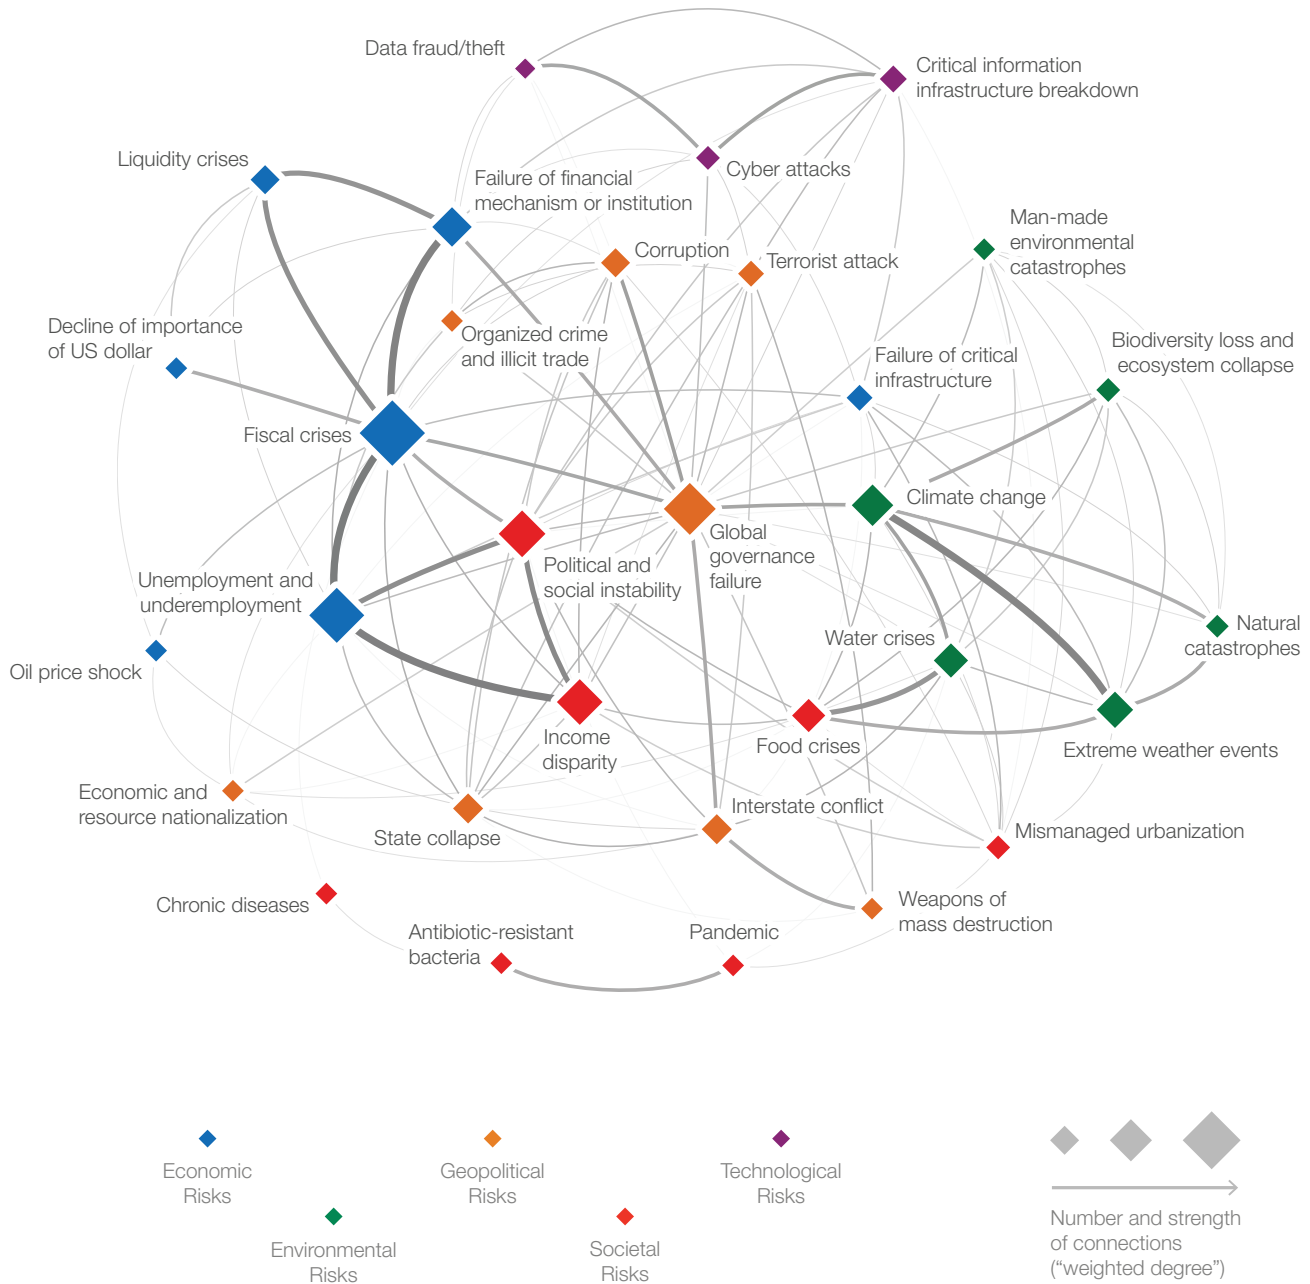 Data fraud/theft
Critical information
infrastructure breakdown
Liquidity crises
Cyber attacks
Failure of financial
mechanism or institution
Man-made
environmental
catastrophes
Corruption
Terrorist attack
Decline of importance
of US dollar
Organized crime
and illicit trade
Failure of critical
infrastructure
Biodiversity loss and
ecosystem collapse
Fiscal crises
Climate change
Global
governance
failure
Political and
social instability
Unemployment and
underemployment
Water crises
Natural
catastrophes
Oil price shock
Income
disparity
Food crises
Extreme weather events
Economic and
resource nationalization
Interstate conflict
State collapse
Mismanaged urbanization
Chronic diseases
Weapons of
mass destruction
Antibiotic-resistant
bacteria
Pandemic
Economic
Risks
Geopolitical
Risks
Technological
Risks
Environmental
Risks
Societal
Risks
Number and strength
of connections
(“weighted degree”)